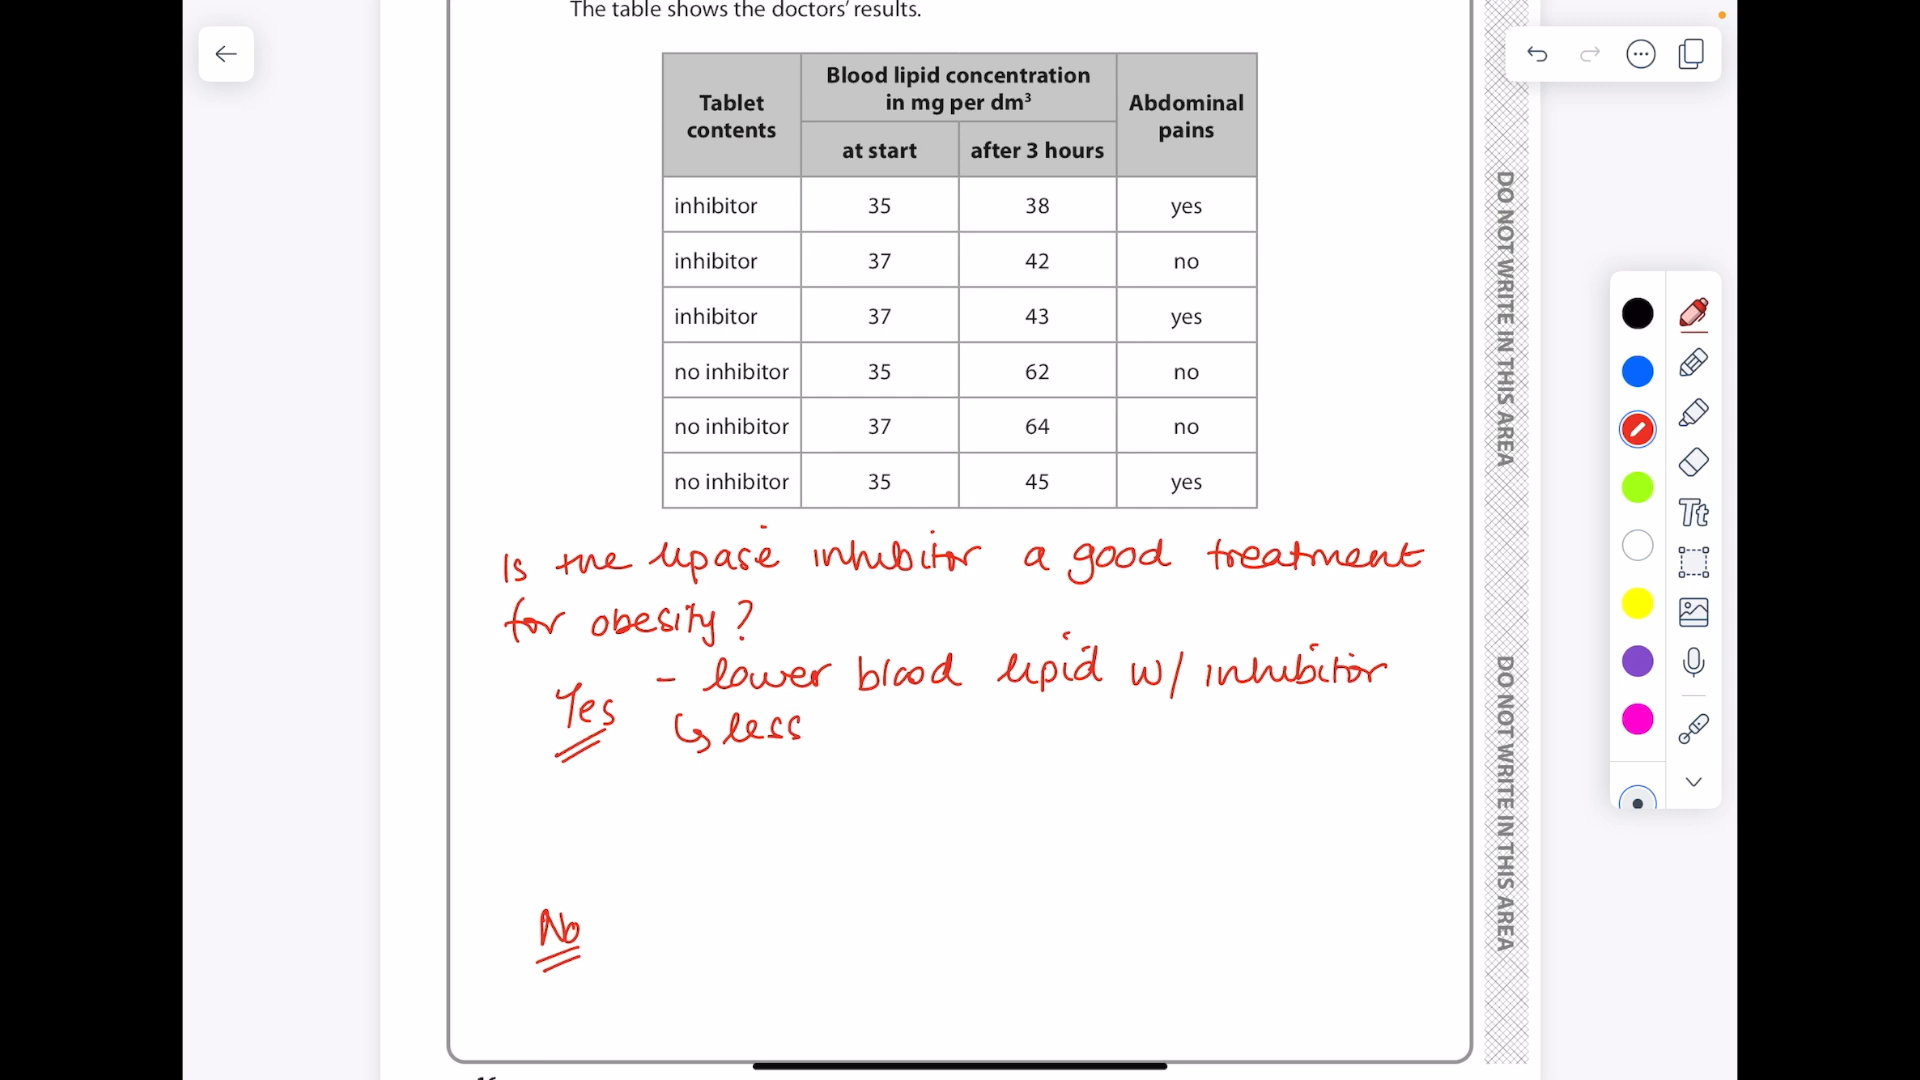 The table shows the doctors' results.
Tablet contents | Blood lipid concentration in mg per dm³ | Abdominal pains
at start | after 3 hours
inhibitor | 35 | 38 | yes
inhibitor | 37 | 42 | no
inhibitor | 37 | 43 | yes
no inhibitor | 35 | 62 | no
no inhibitor | 37 | 64 | no
no inhibitor | 35 | 45 | yes
Is the lipase inhibitor a good treatment
for obesity?
Yes - lower blood lipid w/ inhibitor
↳ less
No
DO NOT WRITE IN THIS AREA
DO NOT WRITE IN THIS AREA
Tt